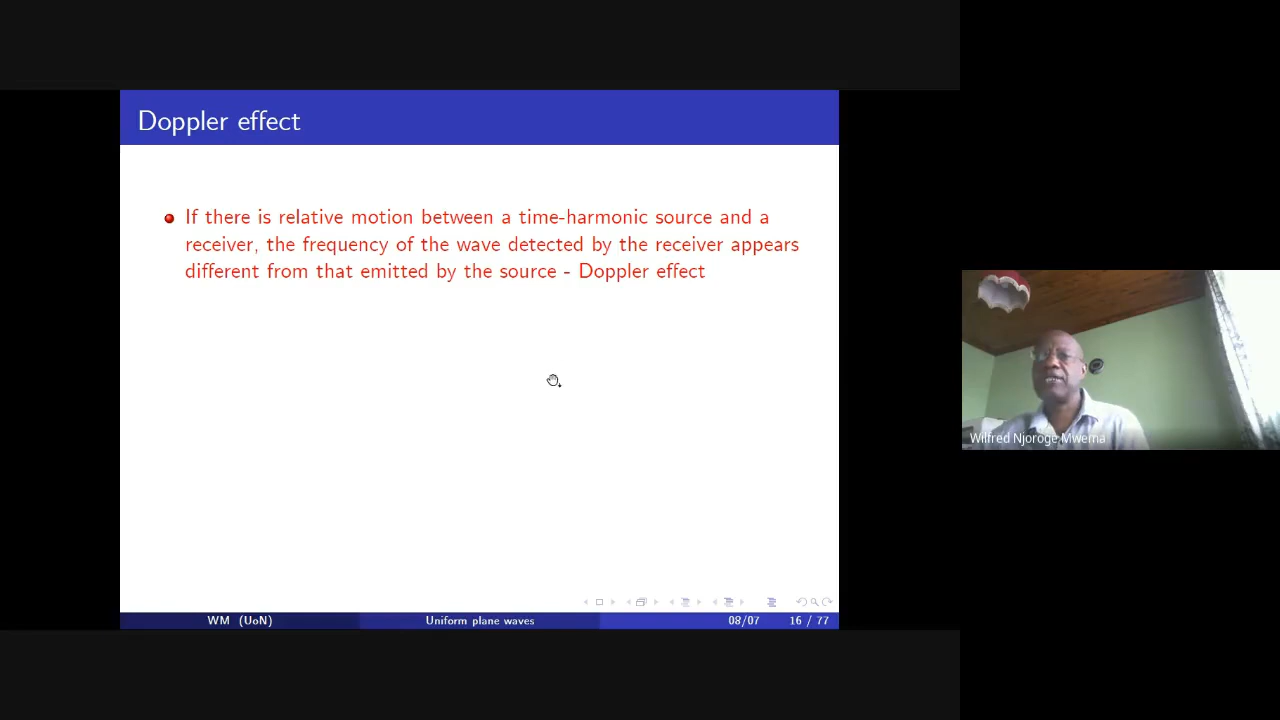 Doppler effect
If there is relative motion between a time-harmonic source and a
receiver, the frequency of the wave detected by the receiver appears
different from that emitted by the source - Doppler effect
Wilfred Njoroge Mwema
WM (UoN)
Uniform plane waves
08/07
16 / 77